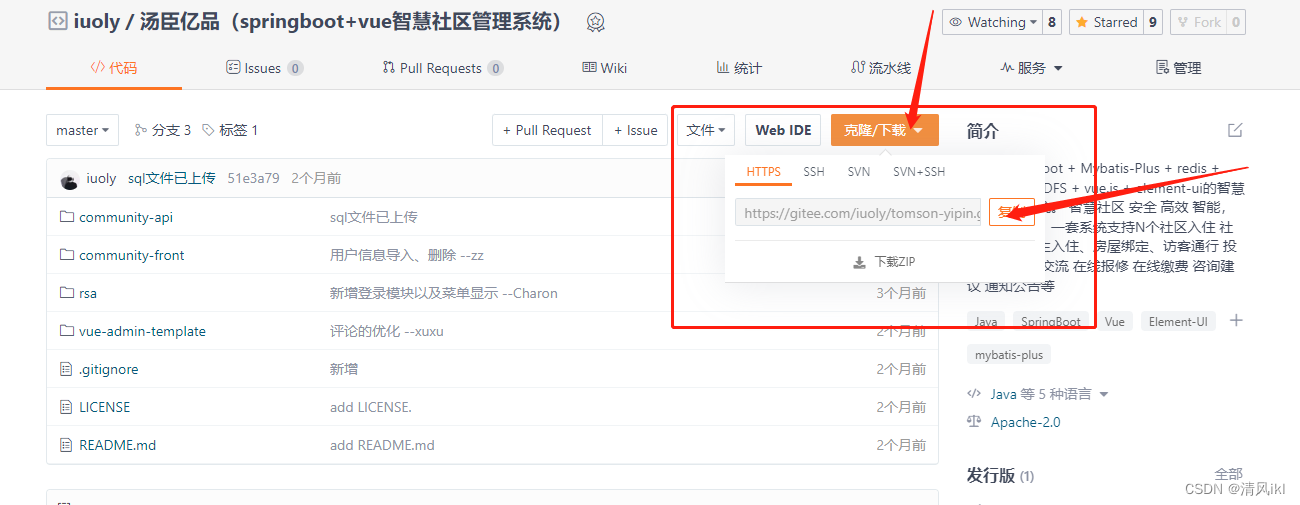 iuoly / 汤臣亿品（springboot+vue智慧社区管理系统）
Watching 8 Starred 9 Fork 0
代码 Issues 0 Pull Requests 0 Wiki 统计 流水线 服务 管理
master 分支 3 标签 1 + Pull Request + Issue 文件 Web IDE 克隆/下载
HTTPS SSH SVN SVN+SSH
https://gitee.com/iuoly/tomson-yipin.g
下载ZIP
iuoly sql文件已上传 51e3a79 2个月前
community-api sql文件已上传
community-front 用户信息导入、删除 --zz
rsa 新增登录模块以及菜单显示 --Charon 3个月前
vue-admin-template 评论的优化 --xuxu 2个月前
.gitignore 新增 2个月前
LICENSE add LICENSE. 2个月前
README.md add README.md 2个月前
简介
oot + Mybatis-Plus + redis +
DFS + vue.js + element-ui的智慧
智慧社区 安全 高效 智能，
一套系统支持N个社区入住 社
入住、房屋绑定、访客通行 投
交流 在线报修 在线缴费 咨询建
议 通知公告等
Java SpringBoot Vue Element-UI
mybatis-plus
Java 等 5 种语言
Apache-2.0
发行版 (1) 全部
CSDN @清风ikl